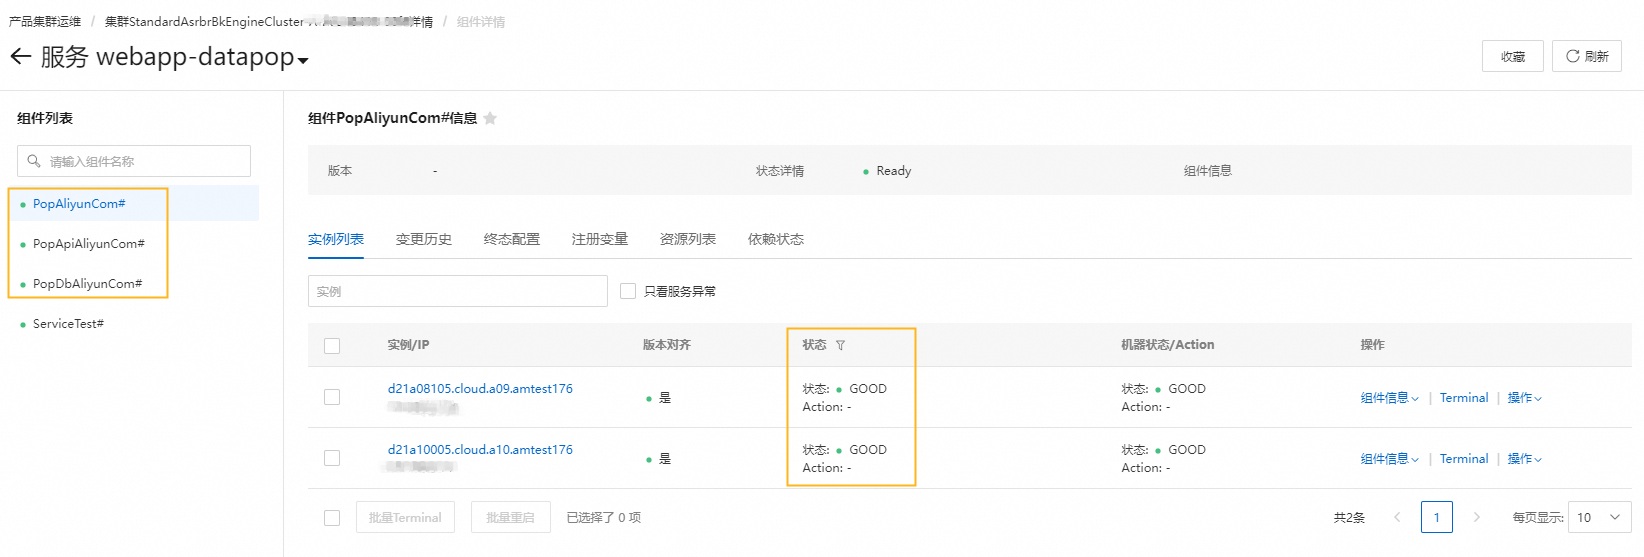 产品集群运维 / 集群StandardAsrbrBkEngineCluster 详情 / 组件详情
服务 webapp-datapop
收藏
刷新
组件列表
请输入组件名称
PopAliyunCom#
PopApiAliyunCom#
PopDbAliyunCom#
ServiceTest#
组件PopAliyunCom#信息
版本 - 状态详情 Ready 组件信息
实例列表 变更历史 终态配置 注册变量 资源列表 依赖状态
实例 只看服务异常
实例/IP 版本对齐 状态 机器状态/Action 操作
d21a08105.cloud.a09.amtest176 是 状态: GOOD 状态: GOOD 组件信息 | Terminal | 操作
Action: - Action: -
d21a10005.cloud.a10.amtest176 是 状态: GOOD 状态: GOOD 组件信息 | Terminal | 操作
Action: - Action: -
批量Terminal 批量重启 已选择了 0 项 共2条 1 每页显示: 10